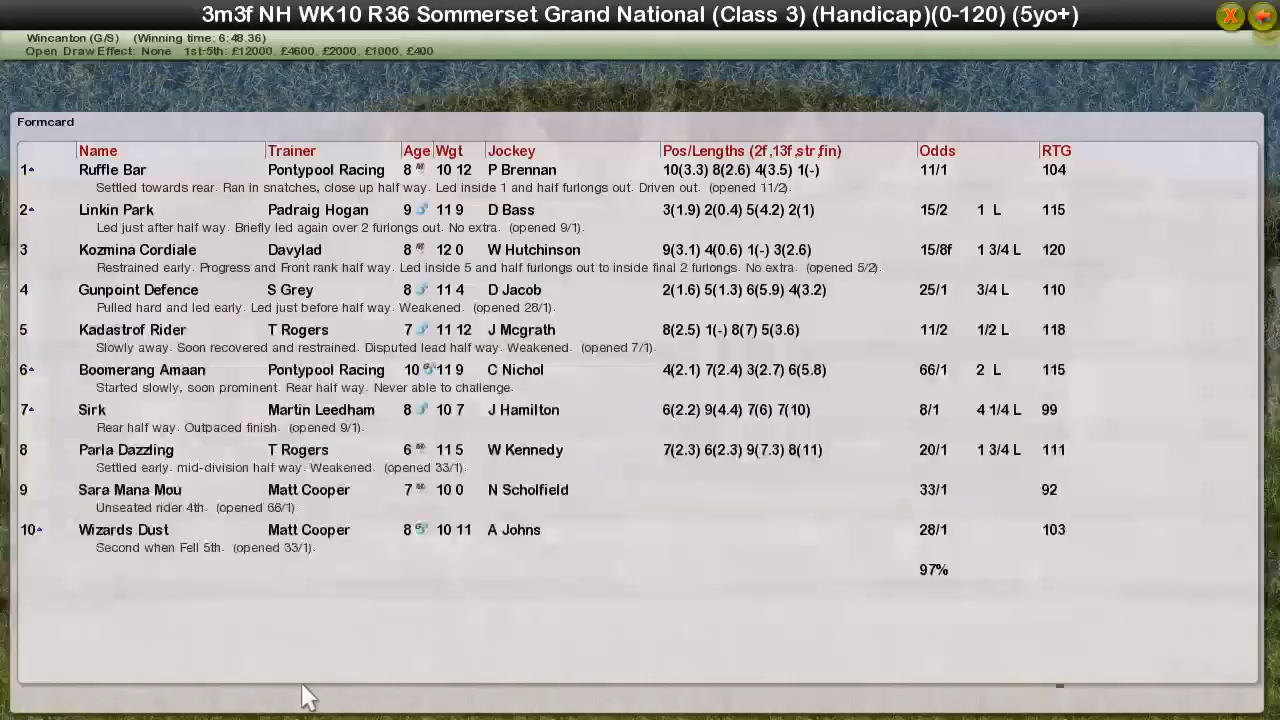 3m3f NH WK10 R36 Sommerset Grand National (Class 3) (Handicap)(0-120) (5yo+)
Wincanton (G/S) (Winning time: 6:48.36)
Open Draw Effect: None 1st-5th: £12000, £4600, £2000, £1000, £400
Formcard
Name Trainer Age Wgt Jockey Pos/Lengths (2f,13f,str,fin) Odds RTG
1 Ruffle Bar Pontypool Racing 8 10 12 P Brennan 10(3.3) 8(2.6) 4(3.5) 1(-) 11/1 104
Settled towards rear. Ran in snatches, close up half way. Led inside 1 and half furlongs out. Driven out. (opened 11/2).
2 Linkin Park Padraig Hogan 9 11 9 D Bass 3(1.9) 2(0.4) 5(4.2) 2(1) 15/2 1 L 115
Led just after half way. Briefly led again over 2 furlongs out. No extra. (opened 9/1).
3 Kozmina Cordiale Davylad 8 12 0 W Hutchinson 9(3.1) 4(0.6) 1(-) 3(2.6) 15/8f 1 3/4 L 120
Restrained early. Progress and Front rank half way. Led inside 5 and half furlongs out to inside final 2 furlongs. No extra. (opened 5/2).
4 Gunpoint Defence S Grey 8 11 4 D Jacob 2(1.6) 5(1.3) 6(5.9) 4(3.2) 25/1 3/4 L 110
Pulled hard and led early. Led just before half way. Weakened. (opened 28/1).
5 Kadastrof Rider T Rogers 7 11 12 J Mcgrath 8(2.5) 1(-) 8(7) 5(3.6) 11/2 1/2 L 118
Slowly away. Soon recovered and restrained. Disputed lead half way. Weakened. (opened 7/1).
6 Boomerang Amaan Pontypool Racing 10 11 9 C Nichol 4(2.1) 7(2.4) 3(2.7) 6(5.8) 66/1 2 L 115
Started slowly, soon prominent. Rear half way. Never able to challenge.
7 Sirk Martin Leedham 8 10 7 J Hamilton 6(2.2) 9(4.4) 7(6) 7(10) 8/1 4 1/4 L 99
Rear half way. Outpaced finish. (opened 9/1).
8 Parla Dazzling T Rogers 6 11 5 W Kennedy 7(2.3) 6(2.3) 9(7.3) 8(11) 20/1 1 3/4 L 111
Settled early. mid-division half way. Weakened. (opened 33/1).
9 Sara Mana Mou Matt Cooper 7 10 0 N Scholfield 33/1 92
Unseated rider 4th. (opened 66/1)
10 Wizards Dust Matt Cooper 8 10 11 A Johns 28/1 103
Second when Fell 5th. (opened 33/1).
97%